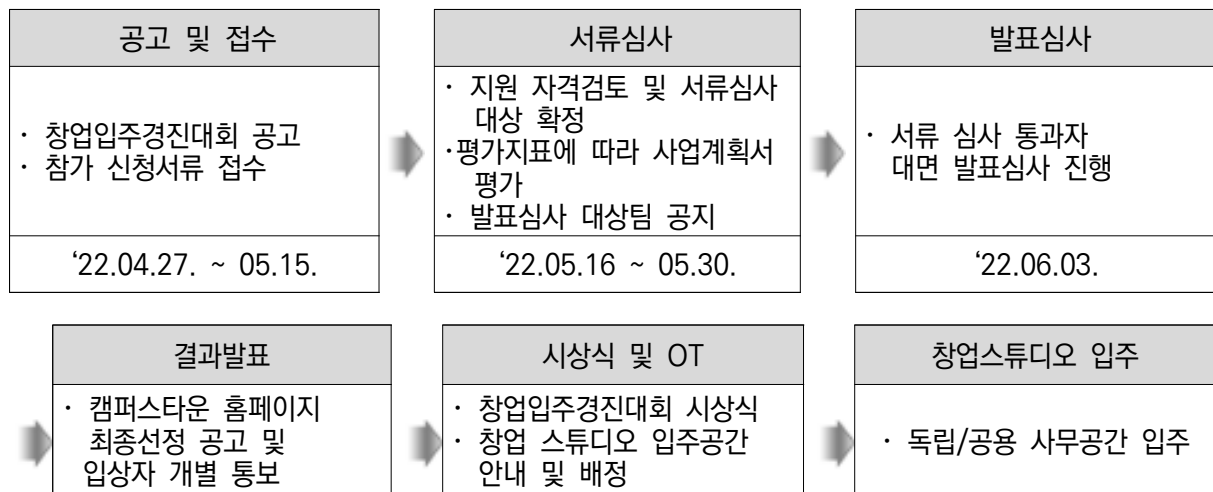 공고 및 접수
· 창업입주경진대회 공고
· 참가 신청서류 접수
‘22.04.27. ~ 05.15.
서류심사
· 지원 자격검토 및 서류심사
대상 확정
·평가지표에 따라 사업계획서
평가
· 발표심사 대상팀 공지
‘22.05.16 ~ 05.30.
발표심사
· 서류 심사 통과자
대면 발표심사 진행
‘22.06.03.
결과발표
· 캠퍼스타운 홈페이지
최종선정 공고 및
입상자 개별 통보
시상식 및 OT
· 창업입주경진대회 시상식
· 창업 스튜디오 입주공간
안내 및 배정
창업스튜디오 입주
· 독립/공용 사무공간 입주